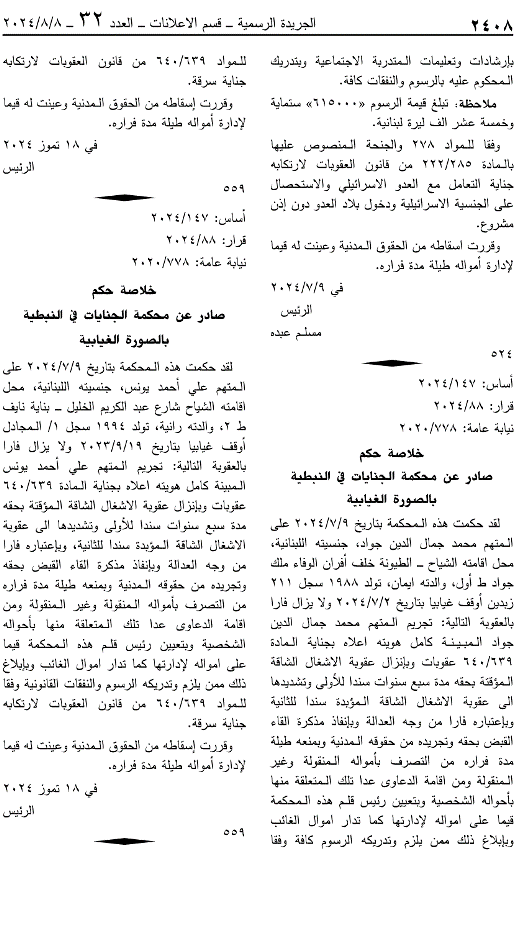 ٢٤٠٨
الجريدة الرسمية ــ قسم الاعلانات ــ العدد ٣٢ ــ ٢٠٢٤/٨/٨
بإرشادات وتعليمات المتدربة الاجتماعية وبتدريك
المحكوم عليه بالرسوم والنفقات كافة.
ملاحظة: تبلغ قيمة الرسوم «٦١٥٠٠٠» ستماية
وخمسة عشر الف ليرة لبنانية.
وفقا للمواد ٢٧٨ والجنحة المنصوص عليها
بالمادة ٢٢٢/٢٨٥ من قانون العقوبات لارتكابه
جناية التعامل مع العدو الاسرائيلي والاستحصال
على الجنسية الاسرائيلية ودخول بلاد العدو دون إذن
مشروع.
وقررت اسقاطه من الحقوق المدنية وعينت له قيما
لإدارة أمواله طيلة مدة فراره.
في ٢٠٢٤/٧/٩
الرئيس
مسلم عبده
٥٢٤
أساس: ٢٠٢٤/١٤٧
قرار: ٢٠٢٤/٨٨
نيابة عامة: ٢٠٢٠/٧٧٨
خلاصة حكم
صادر عن محكمة الجنايات في النبطية
بالصورة الغيابية
لقد حكمت هذه المحكمة بتاريخ ٢٠٢٤/٧/٩ على
المتهم محمد جمال الدين جواد، جنسيته اللبنانية،
محل اقامته الشياح ــ الطيونة خلف أفران الوفاء ملك
جواد ط أول، والدته ايمان، تولد ١٩٨٨ سجل ٢١١
زبدين أوقف غيابيا بتاريخ ٢٠٢٤/٧/٢ ولا يزال فارا
بالعقوبة التالية: تجريم المتهم محمد جمال الدين
جواد المبينة كامل هويته اعلاه بجناية المادة
٦٤٠/٦٣٩ عقوبات وبإنزال عقوبة الاشغال الشاقة
المؤقتة بحقه مدة سبع سنوات سندا للأولى وتشديدها
الى عقوبة الاشغال الشاقة المؤبدة سندا للثانية
وبإعتباره فارا من وجه العدالة وبإنفاذ مذكرة القاء
القبض بحقه وتجريده من حقوقه المدنية وبمنعه طيلة
مدة فراره من التصرف بأمواله المنقولة وغير
المنقولة ومن اقامة الدعاوى عدا تلك المتعلقة منها
بأحواله الشخصية وبتعيين رئيس قلم هذه المحكمة
قيما على امواله لإدارتها كما تدار اموال الغائب
وبإبلاغ ذلك ممن يلزم وتدريكه الرسوم كافة وفقا
للمواد ٦٤٠/٦٣٩ من قانون العقوبات لارتكابه
جناية سرقة.
وقررت إسقاطه من الحقوق المدنية وعينت له قيما
لإدارة أمواله طيلة مدة فراره.
في ١٨ تموز ٢٠٢٤
الرئيس
٥٥٩
أساس: ٢٠٢٤/١٤٧
قرار: ٢٠٢٤/٨٨
نيابة عامة: ٢٠٢٠/٧٧٨
خلاصة حكم
صادر عن محكمة الجنايات في النبطية
بالصورة الغيابية
لقد حكمت هذه المحكمة بتاريخ ٢٠٢٤/٧/٩ على
المتهم علي أحمد يونس، جنسيته اللبنانية، محل
اقامته الشياح شارع عبد الكريم الخليل ــ بناية نايف
ط ٢، والدته رانية، تولد ١٩٩٤ سجل ١/ المجادل
أوقف غيابيا بتاريخ ٢٠٢٣/٩/١٩ ولا يزال فارا
بالعقوبة التالية: تجريم المتهم علي أحمد يونس
المبينة كامل هويته اعلاه بجناية المادة ٦٤٠/٦٣٩
عقوبات وبإنزال عقوبة الاشغال الشاقة المؤقتة بحقه
مدة سبع سنوات سندا للأولى وتشديدها الى عقوبة
الاشغال الشاقة المؤبدة سندا للثانية، وبإعتباره فارا
من وجه العدالة وبإنفاذ مذكرة القاء القبض بحقه
وتجريده من حقوقه المدنية وبمنعه طيلة مدة فراره
من التصرف بأمواله المنقولة وغير المنقولة ومن
اقامة الدعاوى عدا تلك المتعلقة منها بأحواله
الشخصية وبتعيين رئيس قلم هذه المحكمة قيما
على امواله لإدارتها كما تدار اموال الغائب وبإبلاغ
ذلك ممن يلزم وتدريكه الرسوم والنفقات القانونية وفقا
للمواد ٦٤٠/٦٣٩ من قانون العقوبات لارتكابه
جناية سرقة.
وقررت إسقاطه من الحقوق المدنية وعينت له قيما
لإدارة أمواله طيلة مدة فراره.
في ١٨ تموز ٢٠٢٤
الرئيس
٥٥٩